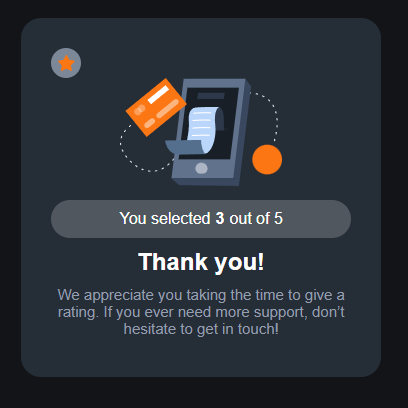 You selected 3 out of 5
Thank you!
We appreciate you taking the time to give a
rating. If you ever need more support, don’t
hesitate to get in touch!